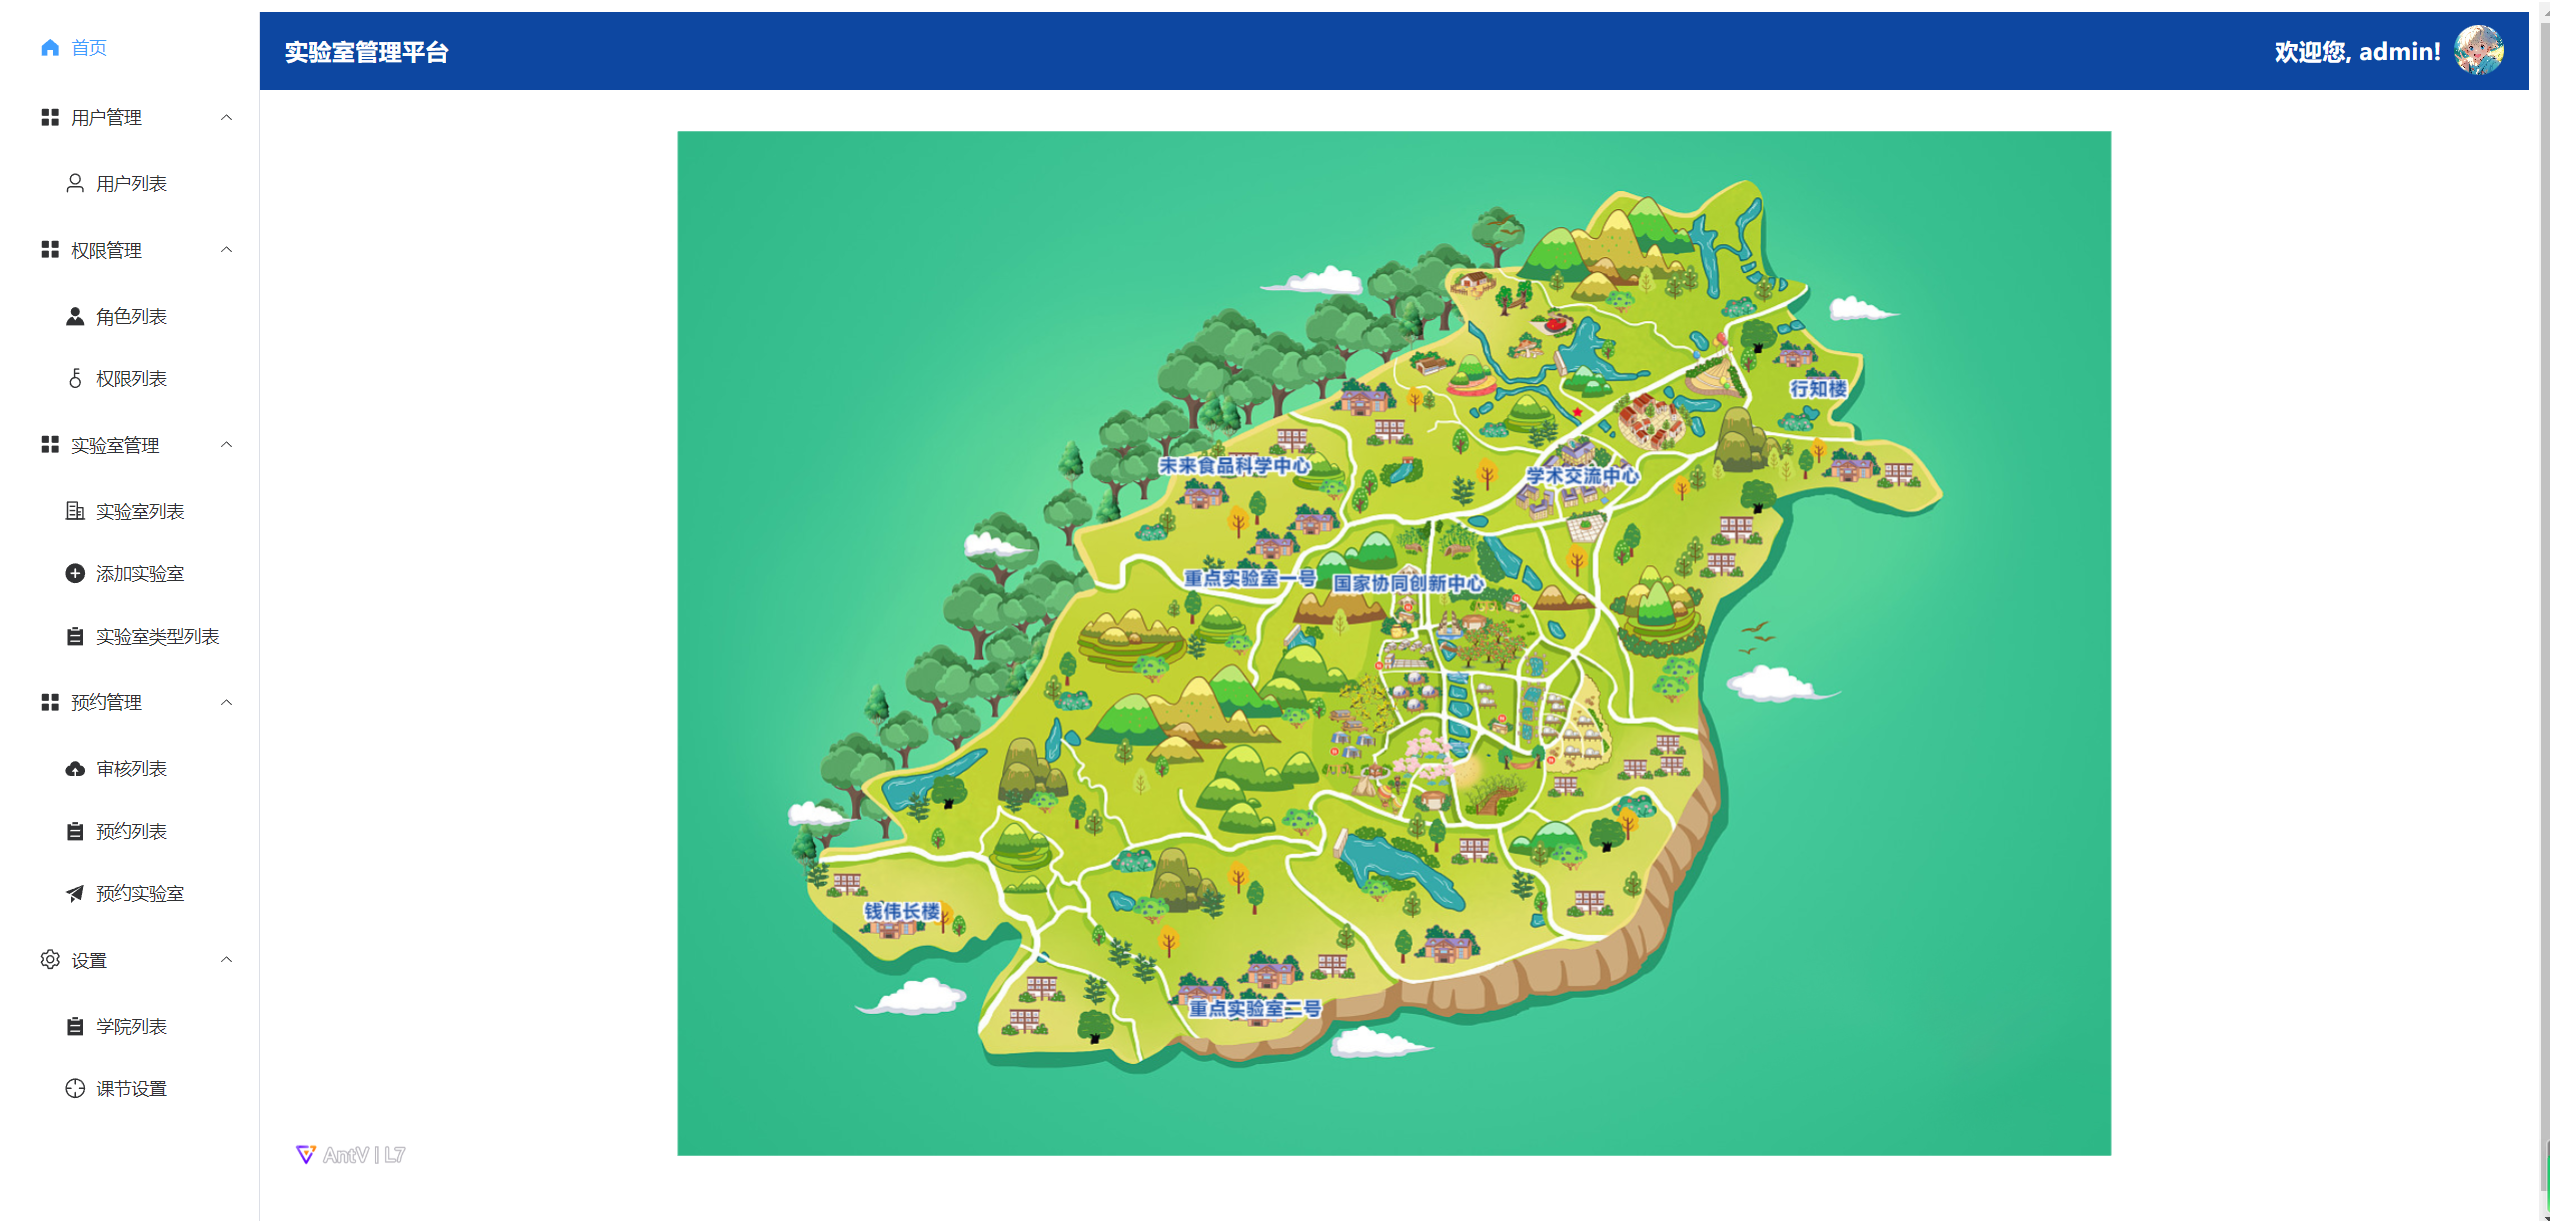 首页
用户管理
用户列表
权限管理
角色列表
权限列表
实验室管理
实验室列表
添加实验室
实验室类型列表
预约管理
审核列表
预约列表
预约实验室
设置
学院列表
课节设置
实验室管理平台
欢迎您, admin!
行知楼
未来食品科学中心
学术交流中心
重点实验室一号
国家协同创新中心
钱伟长楼
重点实验室二号
AntV | L7